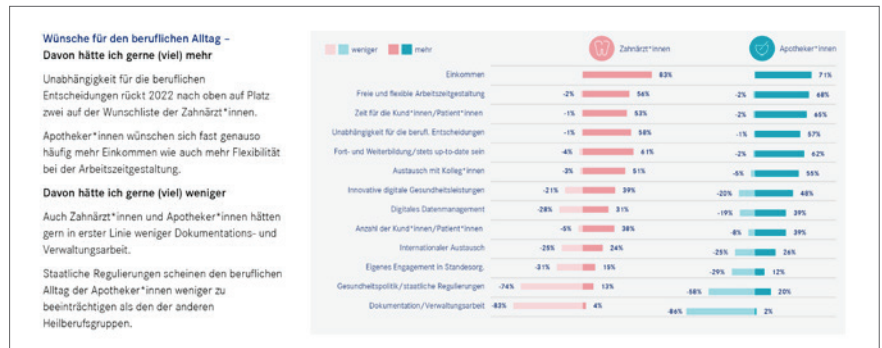 Wünsche für den beruflichen Alltag –
Davon hätte ich gerne (viel) mehr
Unabhängigkeit für die beruflichen
Entscheidungen rückt 2022 nach oben auf Platz
zwei auf der Wunschliste der Zahnärzt*innen.
Apotheker*innen wünschen sich fast genauso
häufig mehr Einkommen wie auch mehr Flexibilität
bei der Arbeitszeitgestaltung.
Davon hätte ich gerne (viel) weniger
Auch Zahnärzt*innen und Apotheker*innen hätten
gern in erster Linie weniger Dokumentations- und
Verwaltungsarbeit.
Staatliche Regulierungen scheinen den beruflichen
Alltag der Apotheker*innen weniger zu
beeinträchtigen als den der anderen
Heilberufsgruppen.
weniger mehr Zahnärzt*innen Apotheker*innen
Einkommen 83% 71%
Freie und flexible Arbeitszeitgestaltung -2% 56% -2% 68%
Zeit für die Kund*innen/Patient*innen -1% 53% -2% 65%
Unabhängigkeit für die berufl. Entscheidungen -1% 58% -1% 57%
Fort- und Weiterbildung/stets up-to-date sein -4% 61% -2% 62%
Austausch mit Kolleg*innen -3% 51% -5% 55%
Innovative digitale Gesundheitsleistungen -21% 39% -20% 48%
Digitales Datenmanagement -28% 31% -19% 39%
Anzahl der Kund*innen/Patient*innen -5% 38% -8% 39%
Internationaler Austausch -25% 24% -25% 26%
Eigenes Engagement in Standesorg. -31% 15% -29% 12%
Gesundheitspolitik/staatliche Regulierungen -74% 13% -58% 20%
Dokumentation/Verwaltungsarbeit -83% 4% -86% 2%